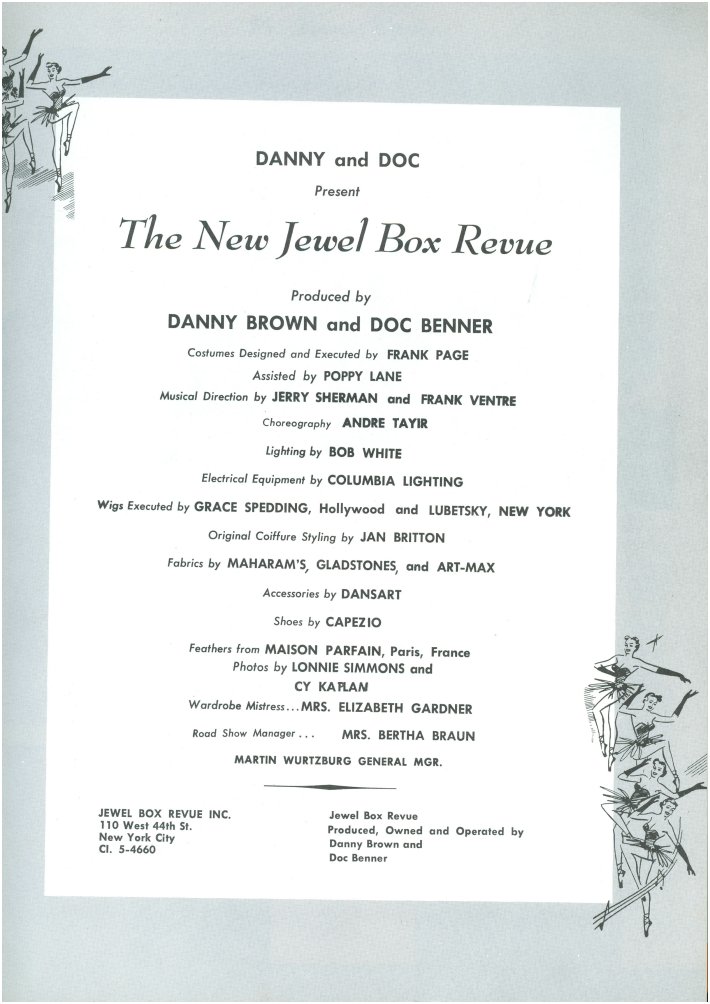 DANNY and DOC
Present
The New Jewel Box Revue
Produced by
DANNY BROWN and DOC BENNER
Costumes Designed and Executed by FRANK PAGE
Assisted by POPPY LANE
Musical Direction by JERRY SHERMAN and FRANK VENTRE
Choreography ANDRE TAYIR
Lighting by BOB WHITE
Electrical Equipment by COLUMBIA LIGHTING
Wigs Executed by GRACE SPEDDING, Hollywood and LUBETSKY, NEW YORK
Original Coiffure Styling by JAN BRITTON
Fabrics by MAHARAM'S, GLADSTONES, and ART-MAX
Accessories by DANSART
Shoes by CAPEZIO
Feathers from MAISON PARFAIN, Paris, France
Photos by LONNIE SIMMONS and
CY KAPLAN
Wardrobe Mistress...MRS. ELIZABETH GARDNER
Road Show Manager ... MRS. BERTHA BRAUN
MARTIN WURTZBURG GENERAL MGR.
JEWEL BOX REVUE INC.
110 West 44th St.
New York City
CI. 5-4660
Jewel Box Revue
Produced, Owned and Operated by
Danny Brown and
Doc Benner